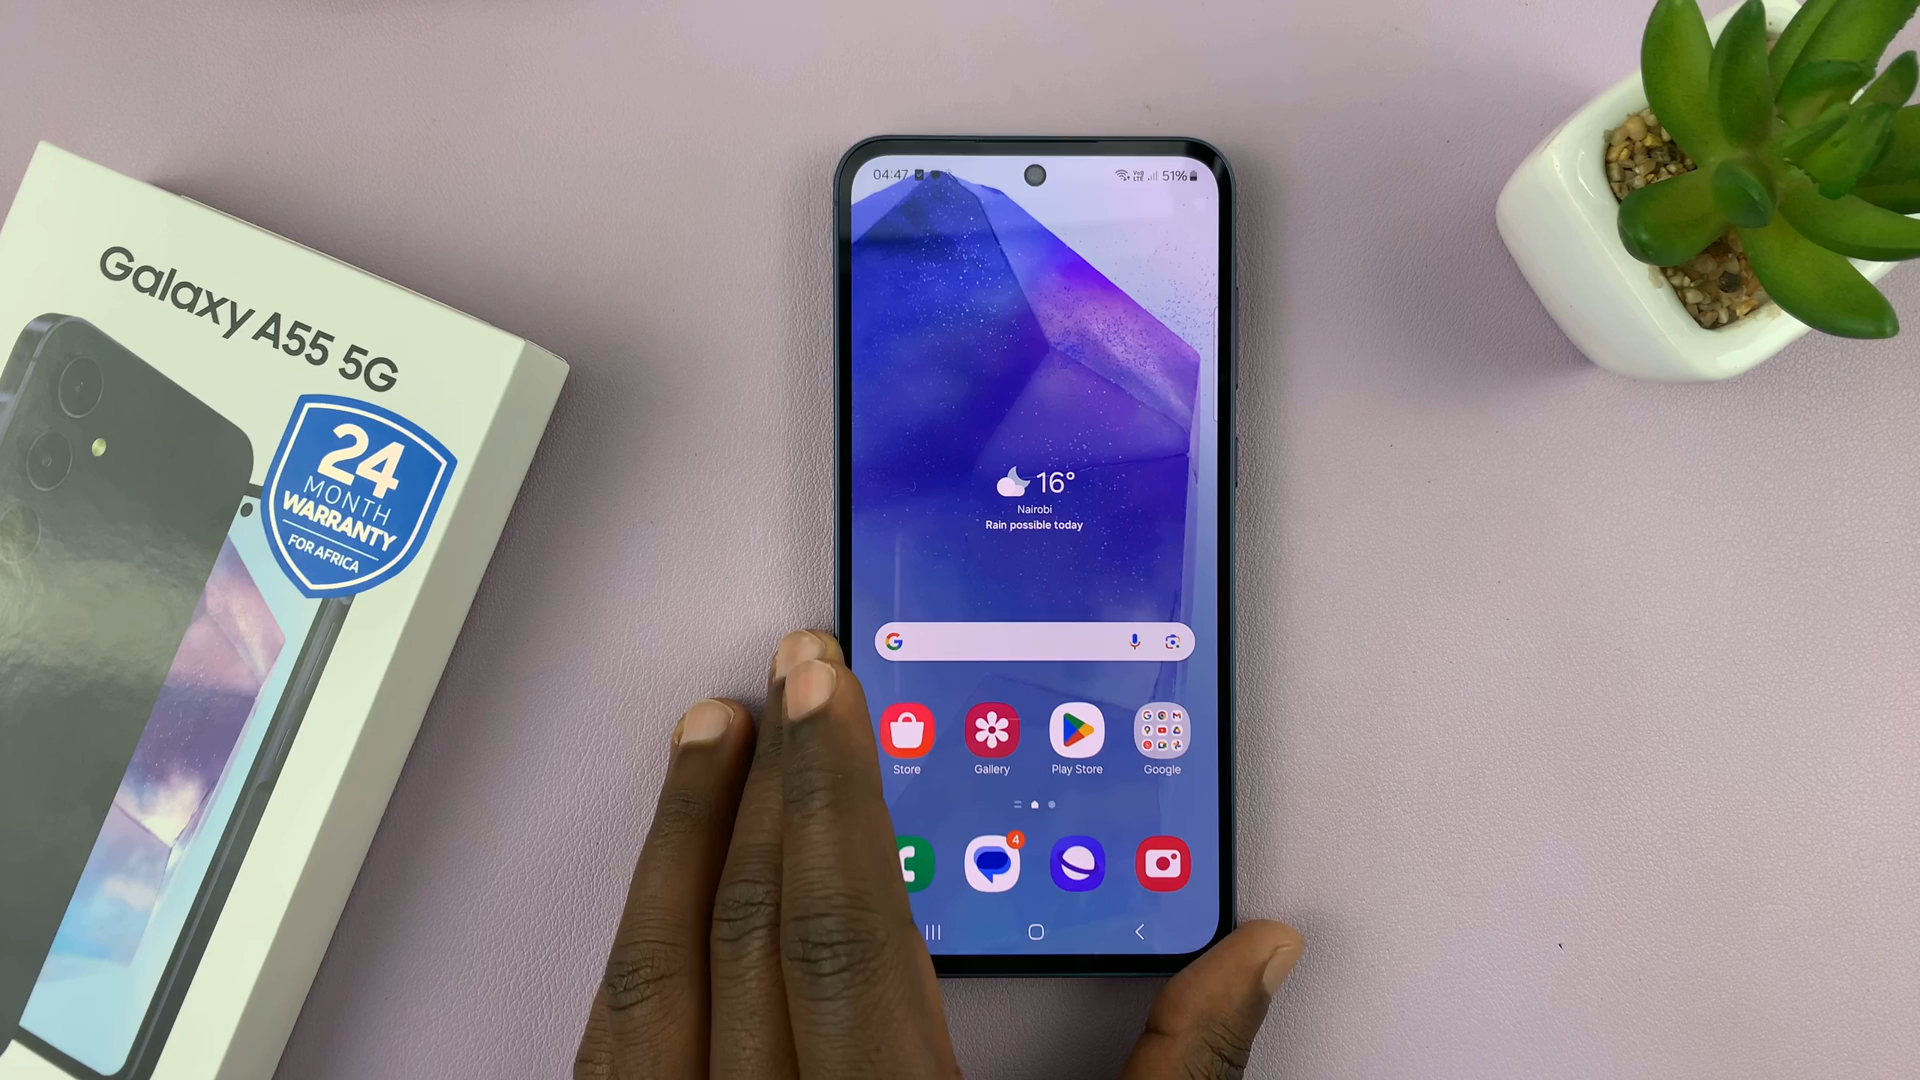 Galaxy A55 5G
24
MONTH
WARRANTY
FOR AFRICA
04:47
51%
16°
Nairobi
Rain possible today
G
Store
Gallery
Play Store
Google
4